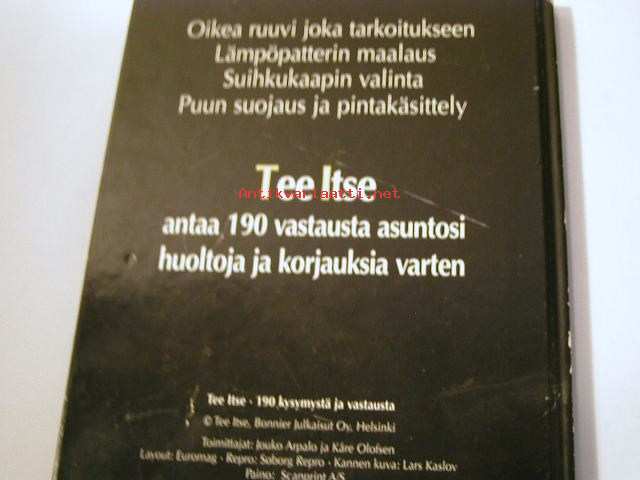 Oikea ruuvi joka tarkoitukseen
Lämpöpatterin maalaus
Suihkukaapin valinta
Puun suojaus ja pintakäsittely
Tee Itse
Antikvariaatti.net
antaa 190 vastausta asuntosi
huoltoja ja korjauksia varten
Tee Itse - 190 kysymystä ja vastausta
© Tee Itse, Bonnier Julkaisut Oy, Helsinki
Toimittajat: Jouko Arpalo ja Kåre Olofsen
Layout: Euromag - Repro: Söborg Repro - Kannen kuva: Lars Kaslov
Paino: Scanprint A/S